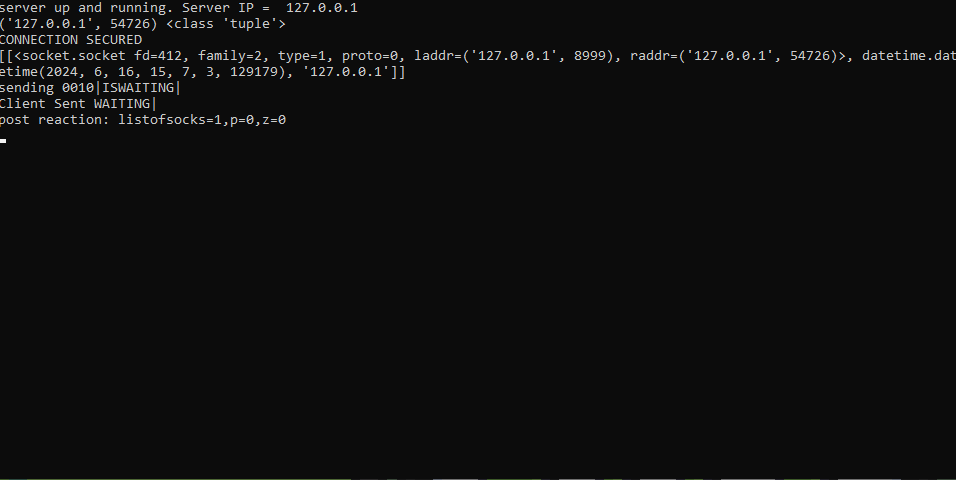 server up and running. Server IP =  127.0.0.1
('127.0.0.1', 54726) <class 'tuple'>
CONNECTION SECURED
[[<socket.socket fd=412, family=2, type=1, proto=0, laddr=('127.0.0.1', 8999), raddr=('127.0.0.1', 54726)>, datetime.dat
etime(2024, 6, 16, 15, 7, 3, 129179), '127.0.0.1']]
sending 0010|ISWAITING|
Client Sent WAITING|
post reaction: listofsocks=1,p=0,z=0